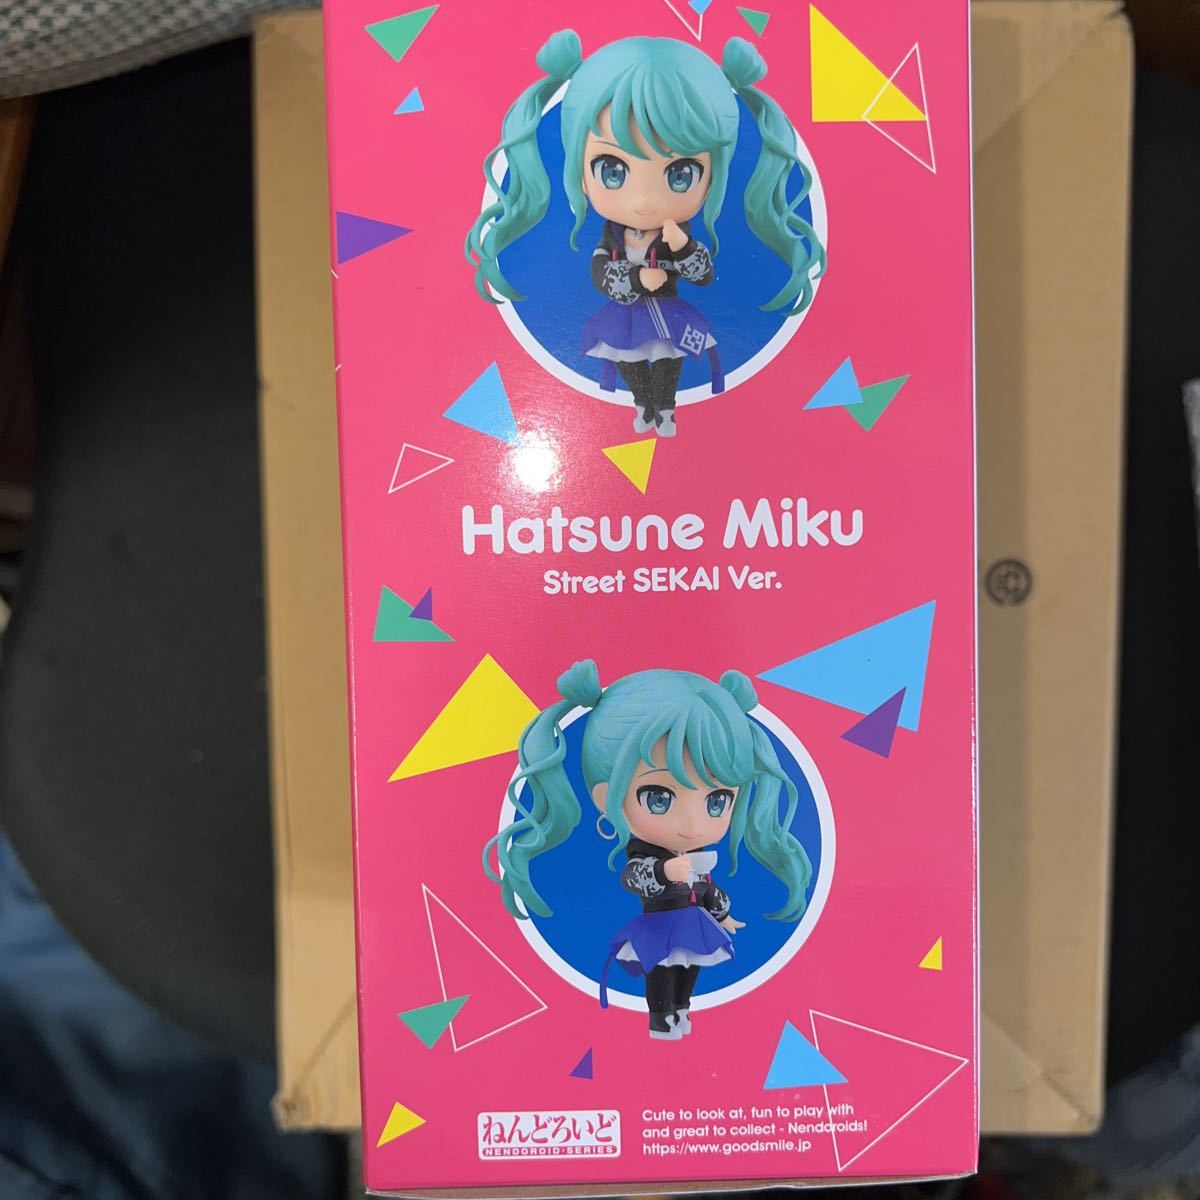 Hatsune Miku
Street SEKAI Ver.
ねんどろいど
NENDOROID・SERIES
Cute to look at, fun to play with
and great to collect - Nendoroids!
https://www.goodsmile.jp